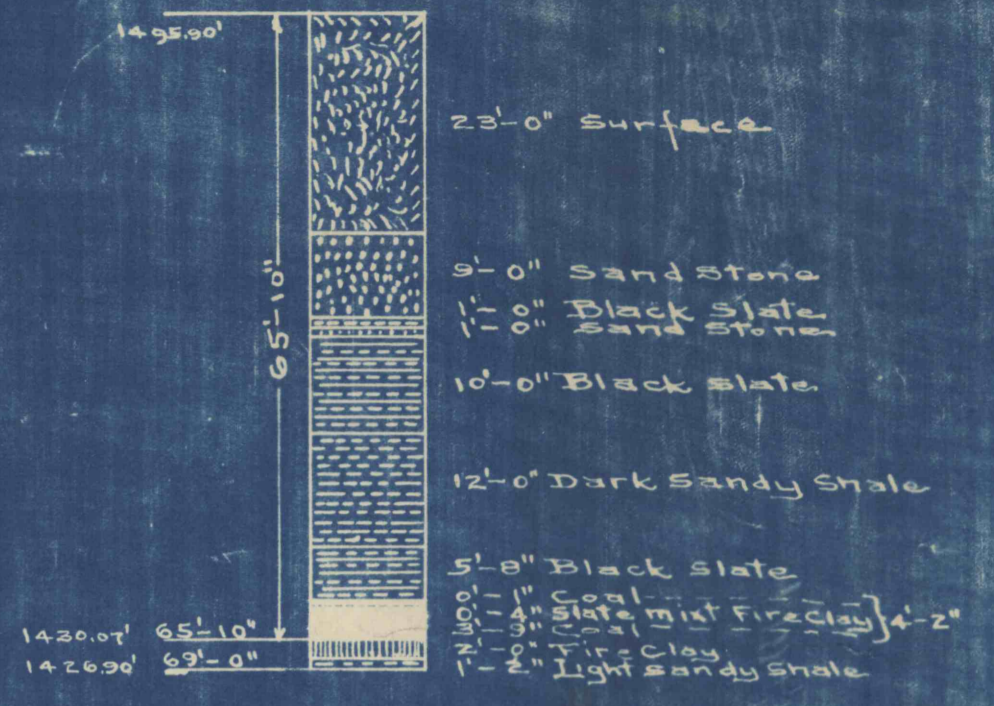 1495.90'
23'-0" Surface
65'-10"
9'-0" Sand Stone
1'-0" Black Slate
1'-0" Sand Stone
10'-0" Black Slate
12'-0" Dark Sandy Shale
5'-8" Black Slate
0'-1" Coal
0'-4" Slate mixt Fire Clay
3'-9" Coal
4'-2"
1430.07' 65'-10"
2'-0" Fire Clay
1426.90' 69'-0"
1'-2" Light Sandy Shale